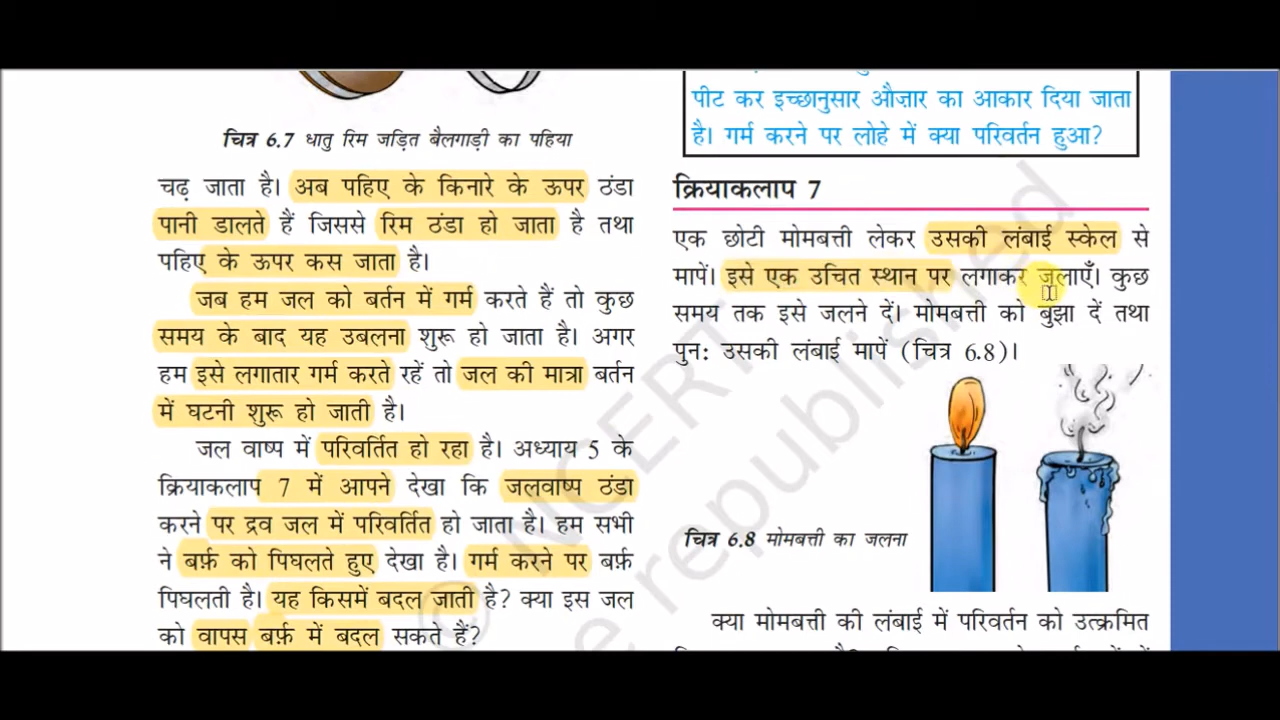 चित्र 6.7 धातु रिम जड़ित बैलगाड़ी का पहिया
चढ़ जाता है। अब पहिए के किनारे के ऊपर ठंडा
पानी डालते हैं जिससे रिम ठंडा हो जाता है तथा
पहिए के ऊपर कस जाता है।
जब हम जल को बर्तन में गर्म करते हैं तो कुछ
समय के बाद यह उबलना शुरू हो जाता है। अगर
हम इसे लगातार गर्म करते रहें तो जल की मात्रा बर्तन
में घटनी शुरू हो जाती है।
जल वाष्प में परिवर्तित हो रहा है। अध्याय 5 के
क्रियाकलाप 7 में आपने देखा कि जलवाष्प ठंडा
करने पर द्रव जल में परिवर्तित हो जाता है। हम सभी
ने बर्फ़ को पिघलते हुए देखा है। गर्म करने पर बर्फ़
पिघलती है। यह किसमें बदल जाती है? क्या इस जल
को वापस बर्फ़ में बदल सकते हैं?
पीट कर इच्छानुसार औज़ार का आकार दिया जाता
है। गर्म करने पर लोहे में क्या परिवर्तन हुआ?
क्रियाकलाप 7
एक छोटी मोमबत्ती लेकर उसकी लंबाई स्केल से
मापें। इसे एक उचित स्थान पर लगाकर जलाएँ। कुछ
समय तक इसे जलने दें। मोमबत्ती को बुझा दें तथा
पुन: उसकी लंबाई मापें (चित्र 6.8)।
चित्र 6.8 मोमबत्ती का जलना
क्या मोमबत्ती की लंबाई में परिवर्तन को उत्क्रमित
© NCERT
e republished